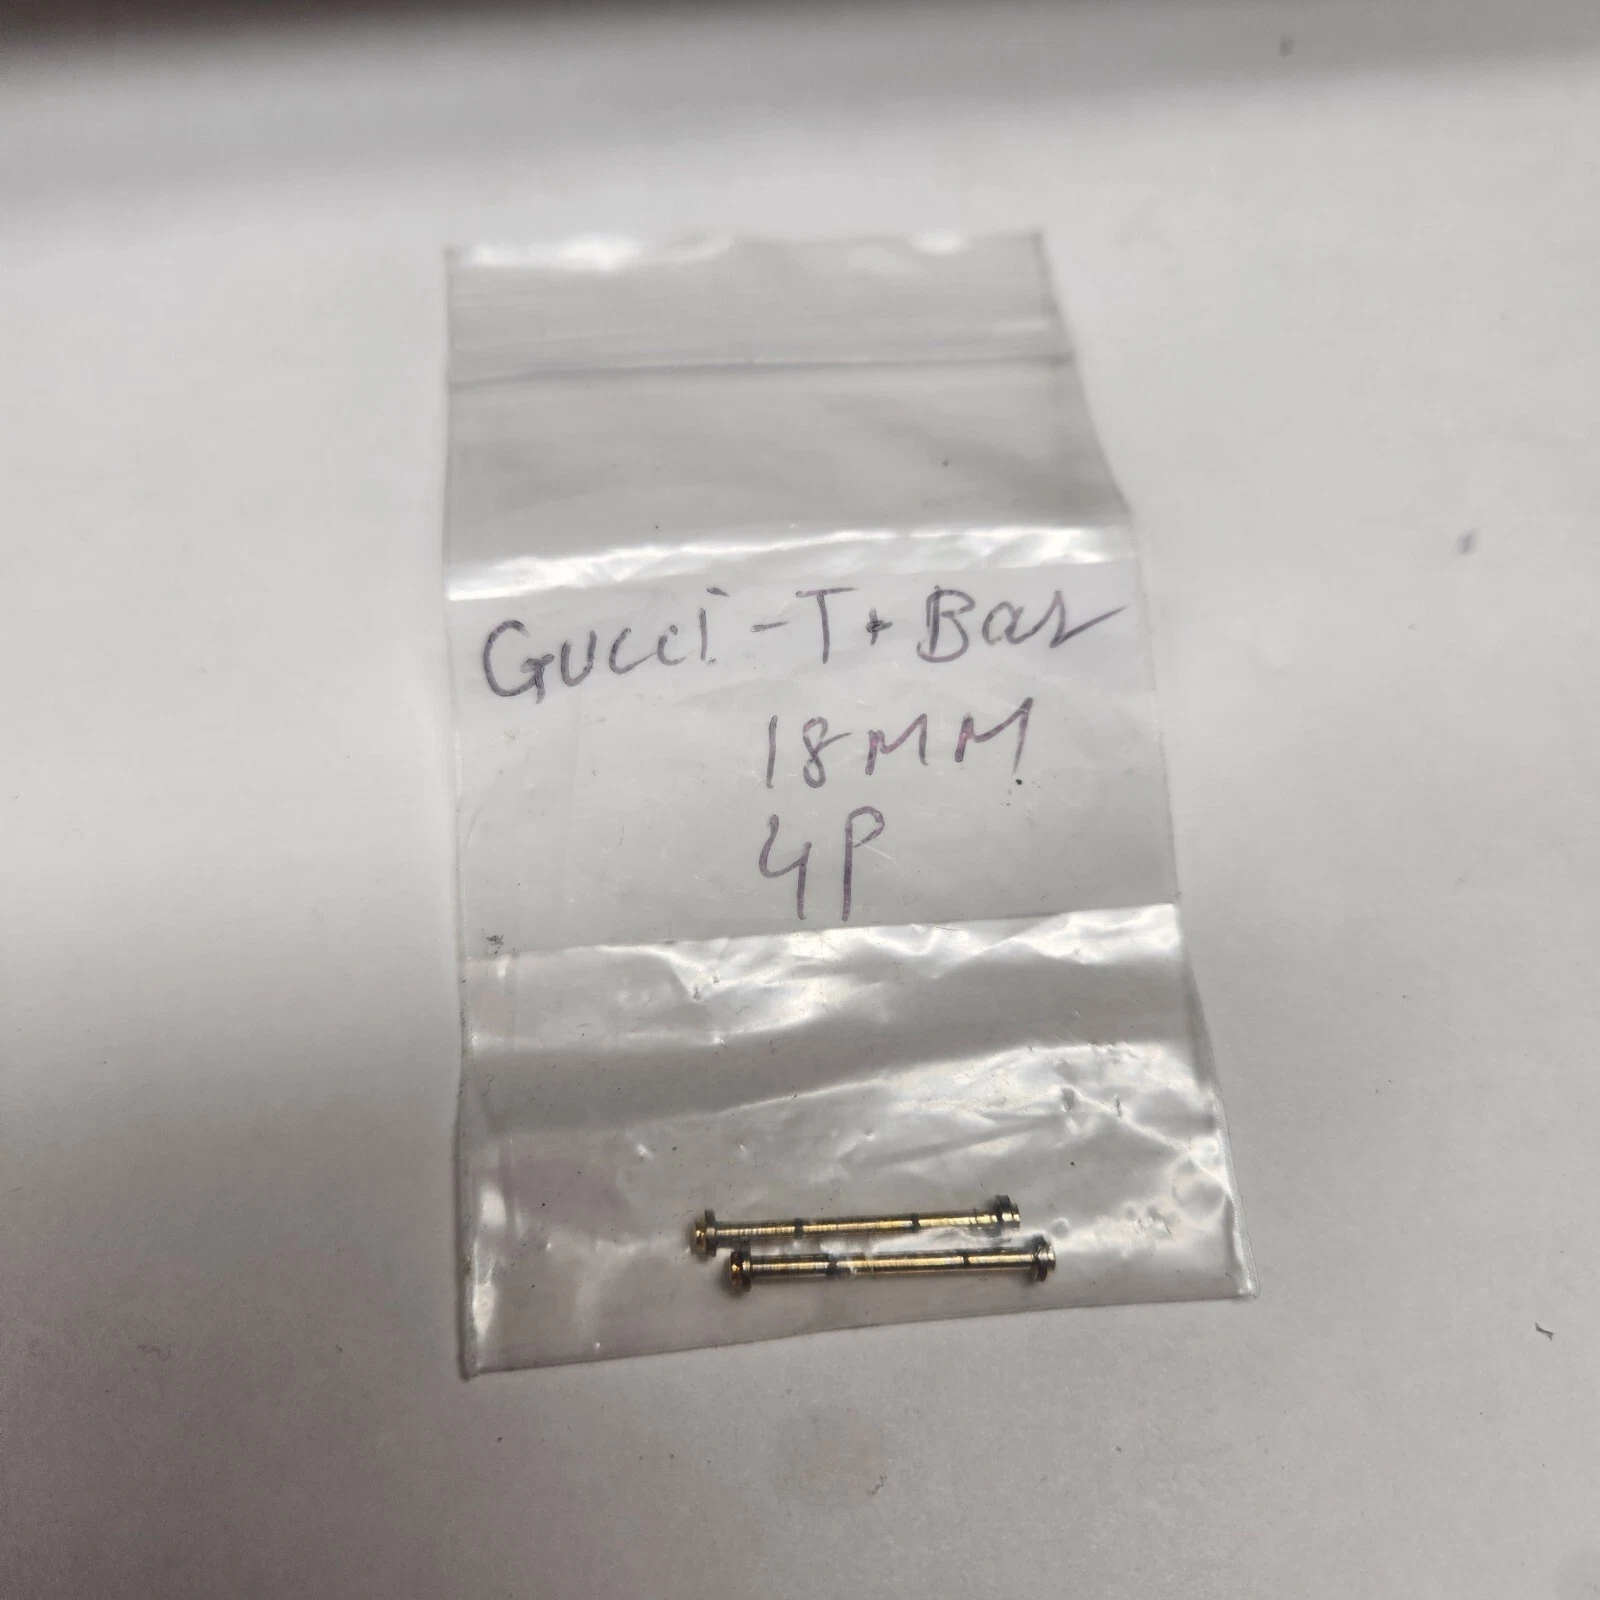 Gucci - T. Bar
18MM
4P